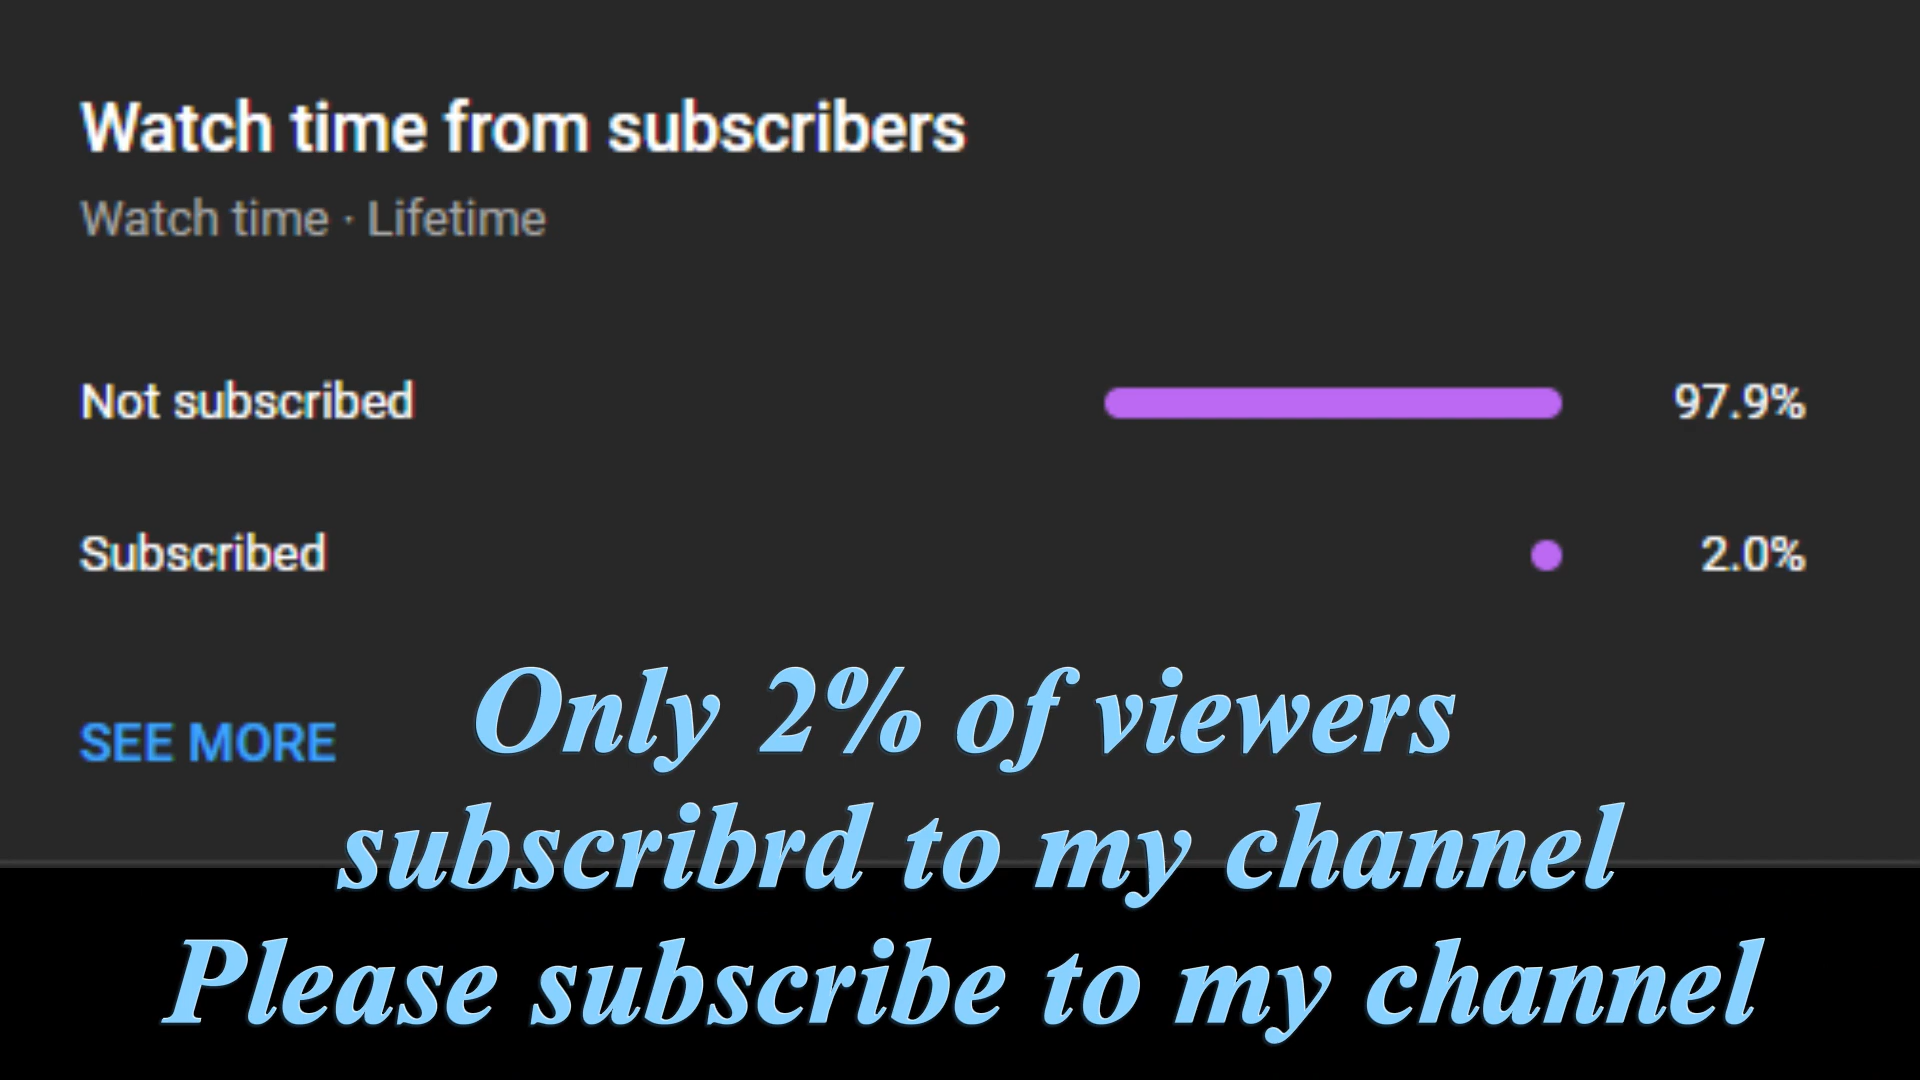 Watch time from subscribers
Watch time · Lifetime
Not subscribed 97.9%
Subscribed 2.0%
SEE MORE
Only 2% of viewers
subscribrd to my channel
Please subscribe to my channel